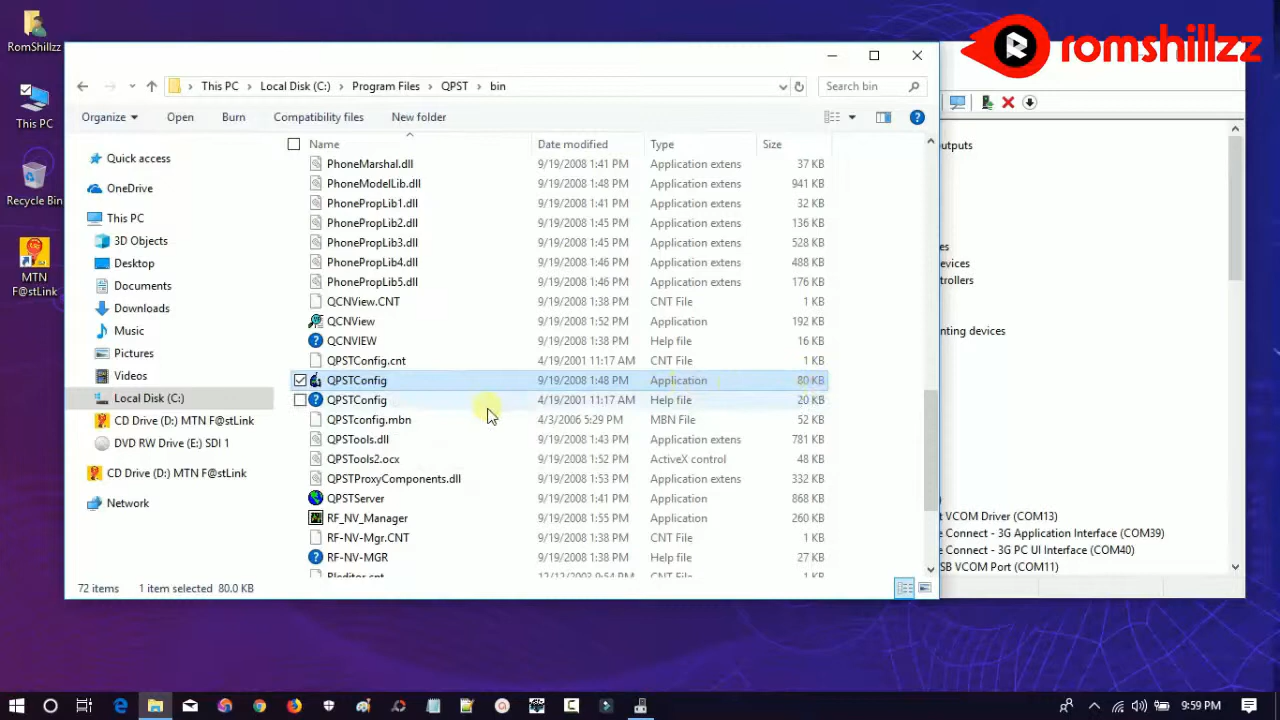 RomShillzz
This PC
Recycle Bin
MTN
F@stLink
romshillzz
This PC
Local Disk (C:)
Program Files
QPST
bin
Search bin
Organize
Open
Burn
Compatibility files
New folder
Quick access
OneDrive
This PC
3D Objects
Desktop
Documents
Downloads
Music
Pictures
Videos
Local Disk (C:)
CD Drive (D:) MTN F@stLink
DVD RW Drive (E:) SDI 1
CD Drive (D:) MTN F@stLink
Network
Name Date modified Type Size
PhoneMarshal.dll 9/19/2008 1:41 PM Application extens 37 KB
PhoneModelLib.dll 9/19/2008 1:48 PM Application extens 941 KB
PhonePropLib1.dll 9/19/2008 1:41 PM Application extens 32 KB
PhonePropLib2.dll 9/19/2008 1:45 PM Application extens 136 KB
PhonePropLib3.dll 9/19/2008 1:45 PM Application extens 528 KB
PhonePropLib4.dll 9/19/2008 1:46 PM Application extens 488 KB
PhonePropLib5.dll 9/19/2008 1:46 PM Application extens 176 KB
QCNView.CNT 9/19/2008 1:38 PM CNT File 1 KB
QCNView 9/19/2008 1:52 PM Application 192 KB
QCNVIEW 9/19/2008 1:38 PM Help file 16 KB
QPSTConfig.cnt 4/19/2001 11:17 AM CNT File 1 KB
QPSTConfig 9/19/2008 1:48 PM Application 80 KB
QPSTConfig 4/19/2001 11:17 AM Help file 20 KB
QPSTconfig.mbn 4/3/2006 5:29 PM MBN File 52 KB
QPSTools.dll 9/19/2008 1:43 PM Application extens 781 KB
QPSTools2.ocx 9/19/2008 1:52 PM ActiveX control 48 KB
QPSTProxyComponents.dll 9/19/2008 1:53 PM Application extens 332 KB
QPSTServer 9/19/2008 1:41 PM Application 868 KB
RF_NV_Manager 9/19/2008 1:55 PM Application 260 KB
RF-NV-Mgr.CNT 9/19/2008 1:38 PM CNT File 1 KB
RF-NV-MGR 9/19/2008 1:38 PM Help file 27 KB
72 items 1 item selected 80.0 KB
outputs
es
evices
trollers
nting devices
t VCOM Driver (COM13)
e Connect - 3G Application Interface (COM39)
e Connect - 3G PC UI Interface (COM40)
SB VCOM Port (COM11)
9:59 PM